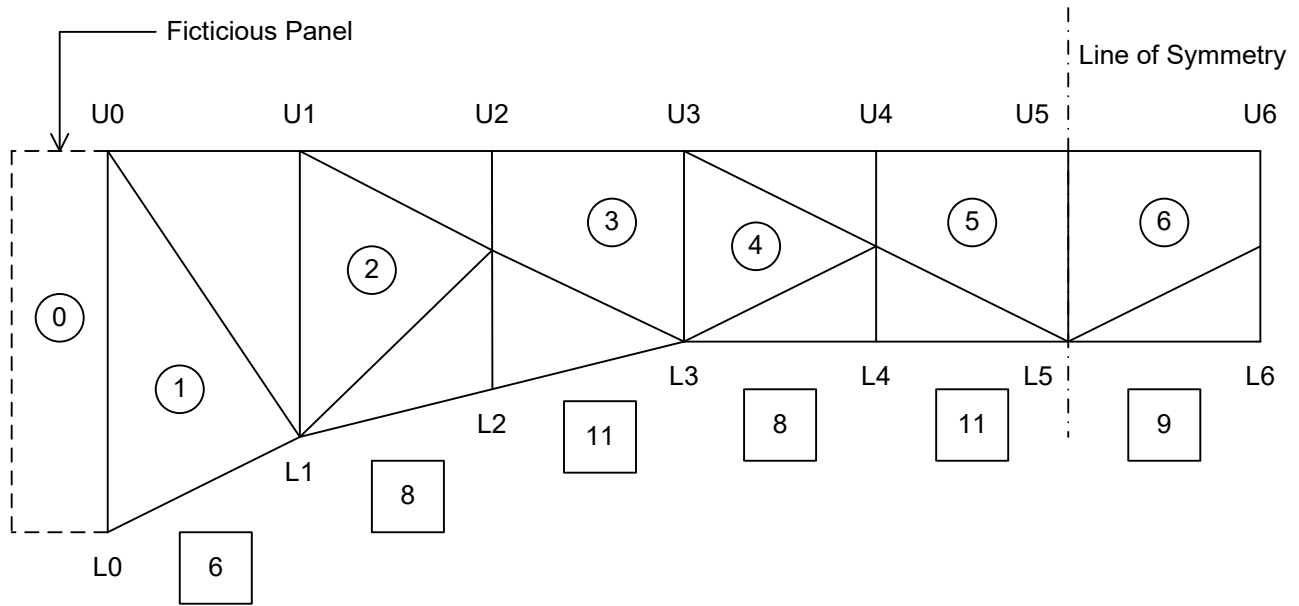 Ficticious Panel
Line of Symmetry
U0 U1 U2 U3 U4 U5 U6
3 5 6
4
2
0
1
L3 L4 L5 L6
L2
11 8 11 9
L1
8
L0 6